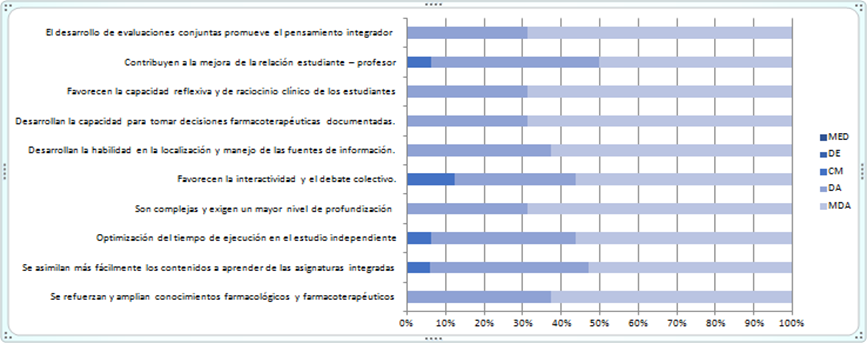 El desarrollo de evaluaciones conjuntas promueve el pensamiento integrador
Contribuyen a la mejora de la relación estudiante – profesor
Favorecen la capacidad reflexiva y de raciocinio clínico de los estudiantes
Desarrollan la capacidad para tomar decisiones farmacoterapéuticas documentadas.
Desarrollan la habilidad en la localización y manejo de las fuentes de información.
Favorecen la interactividad y el debate colectivo.
Son complejas y exigen un mayor nivel de profundización
Optimización del tiempo de ejecución en el estudio independiente
Se asimilan más fácilmente los contenidos a aprender de las asignaturas integradas
Se refuerzan y amplian conocimientos farmacológicos y farmacoterapéuticos
0% 10% 20% 30% 40% 50% 60% 70% 80% 90% 100%
MED
DE
CM
DA
MDA